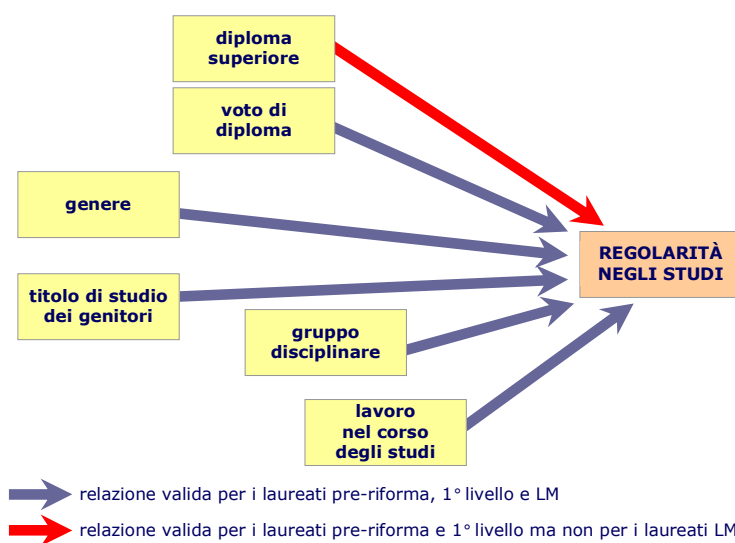 diploma
superiore
voto di
diploma
genere
REGOLARITÀ
NEGLI STUDI
titolo di studio
dei genitori
gruppo
disciplinare
lavoro
nel corso
degli studi
relazione valida per i laureati pre-riforma, 1° livello e LM
relazione valida per i laureati pre-riforma e 1° livello ma non per i laureati LM